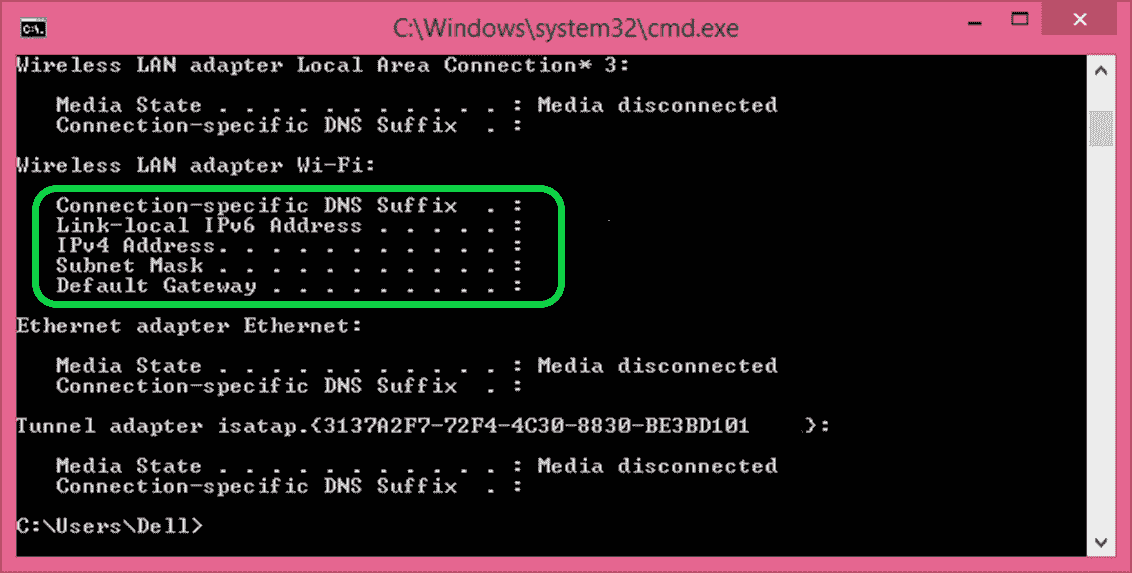 C:\Windows\system32\cmd.exe
Wireless LAN adapter Local Area Connection* 3:
Media State . . . . . . . . . . . : Media disconnected
Connection-specific DNS Suffix  . :
Wireless LAN adapter Wi-Fi:
Connection-specific DNS Suffix  . :
Link-local IPv6 Address . . . . . :
IPv4 Address. . . . . . . . . . . :
Subnet Mask . . . . . . . . . . . :
Default Gateway . . . . . . . . . :
Ethernet adapter Ethernet:
Media State . . . . . . . . . . . : Media disconnected
Connection-specific DNS Suffix  . :
Tunnel adapter isatap.{3137A2F7-72F4-4C30-8830-BE3BD101    }:
Media State . . . . . . . . . . . : Media disconnected
Connection-specific DNS Suffix  . :
C:\Users\Dell>